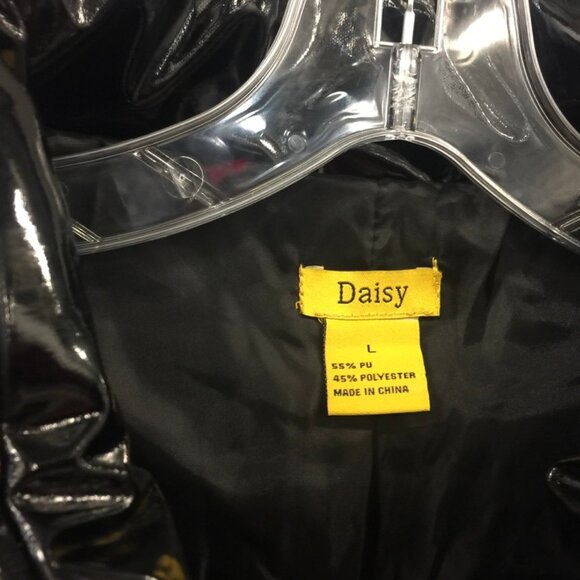 Daisy
L
55% PU
45% POLYESTER
MADE IN CHINA